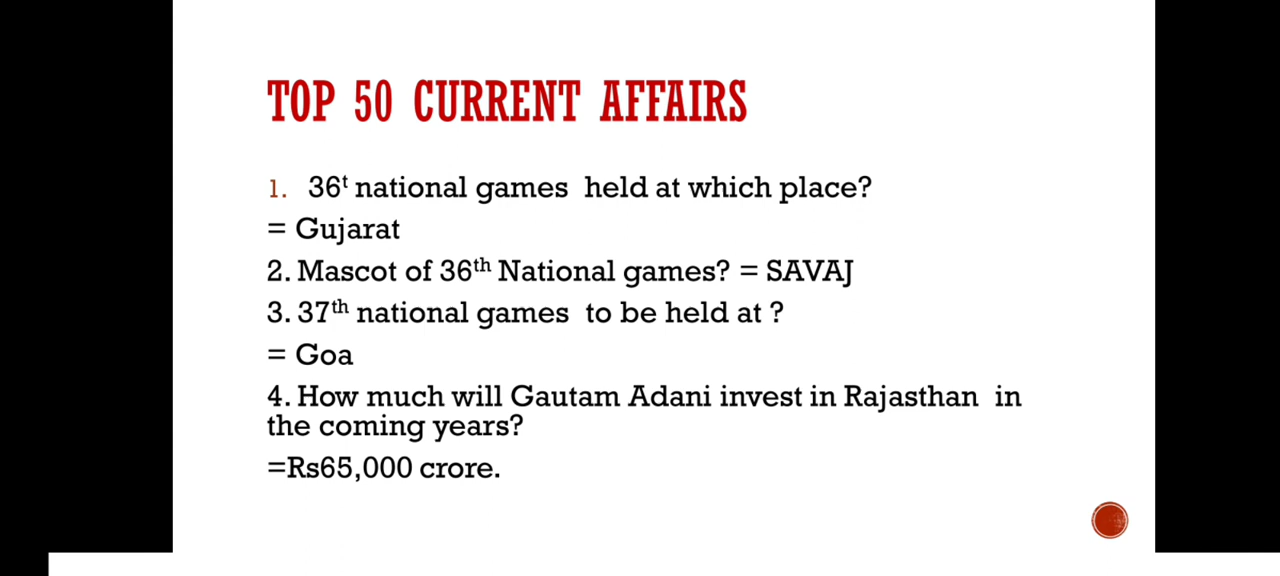 TOP 50 CURRENT AFFAIRS
1. 36t national games held at which place?
= Gujarat
2. Mascot of 36th National games? = SAVAJ
3. 37th national games to be held at ?
= Goa
4. How much will Gautam Adani invest in Rajasthan in
the coming years?
=Rs65,000 crore.